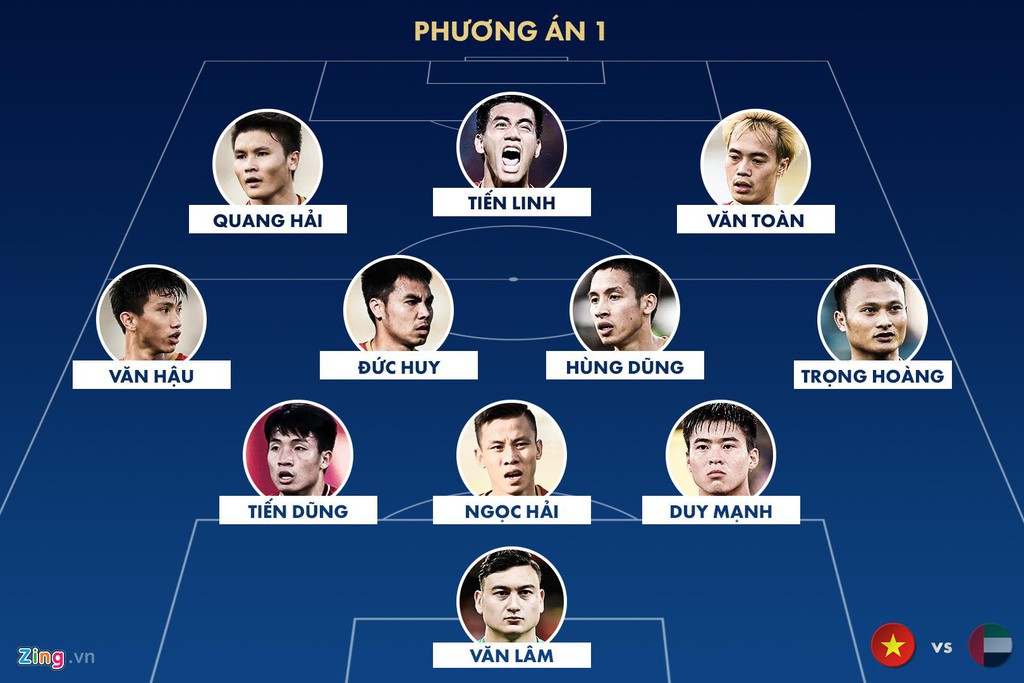 PHƯƠNG ÁN 1
QUANG HẢI
TIẾN LINH
VĂN TOÀN
VĂN HẬU
ĐỨC HUY
HÙNG DŨNG
TRỌNG HOÀNG
TIẾN DŨNG
NGỌC HẢI
DUY MẠNH
VĂN LÂM
Zing.vn
vs